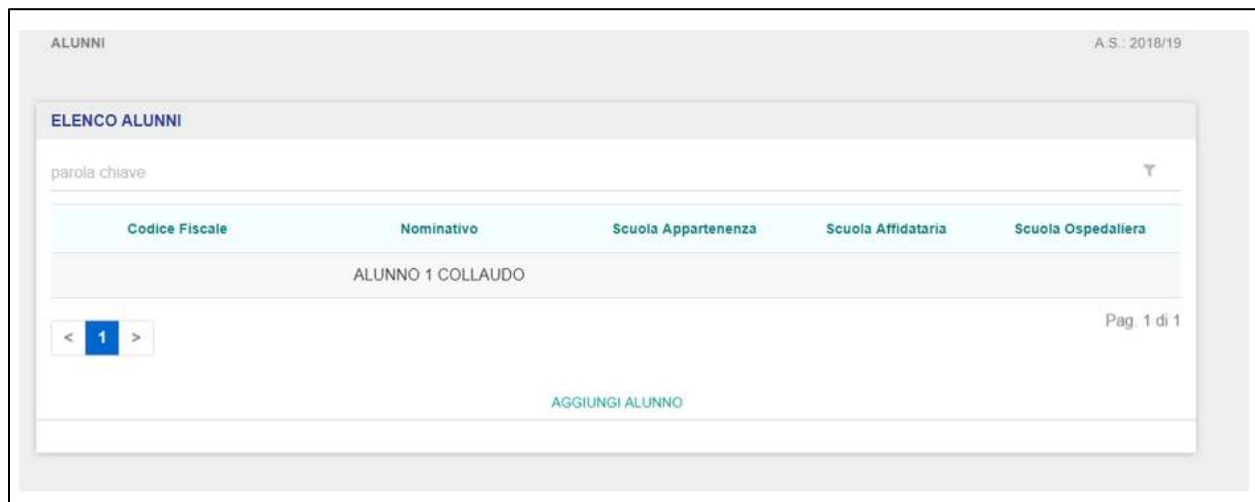 ALUNNI A.S.: 2018/19
ELENCO ALUNNI
parola chiave
Codice Fiscale Nominativo Scuola Appartenenza Scuola Affidataria Scuola Ospedaliera
ALUNNO 1 COLLAUDO
< 1 > Pag. 1 di 1
AGGIUNGI ALUNNO